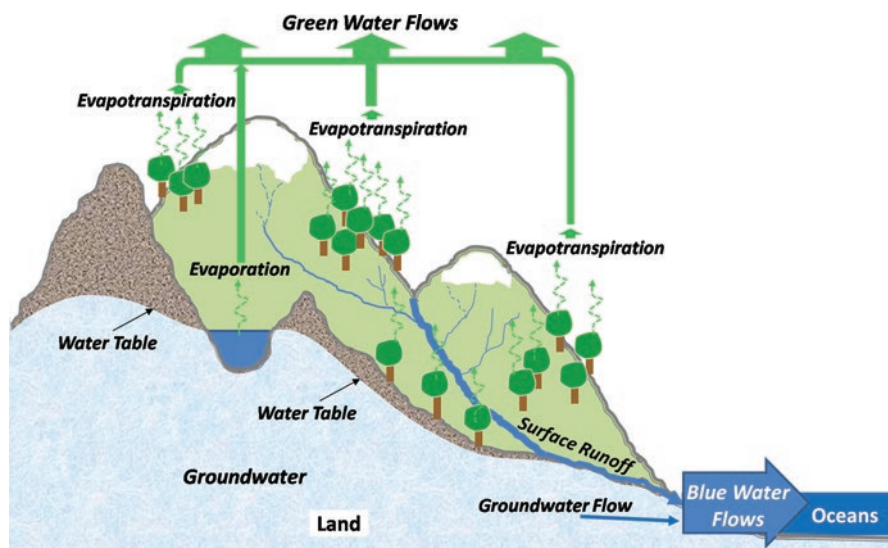 Green Water Flows
Evapotranspiration
Evapotranspiration
Evapotranspiration
Evaporation
Water Table
Water Table
Surface Runoff
Groundwater
Groundwater Flow
Blue Water
Flows
Oceans
Land